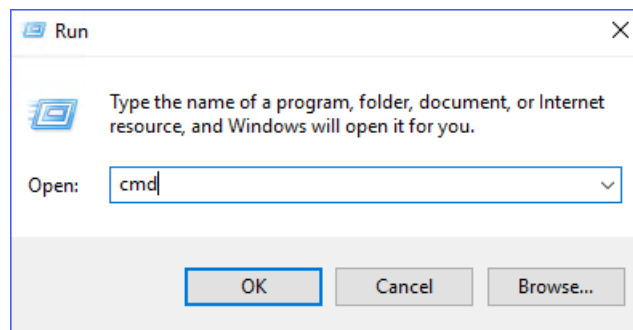 Run
Type the name of a program, folder, document, or Internet
resource, and Windows will open it for you.
Open: cmd
OK Cancel Browse...